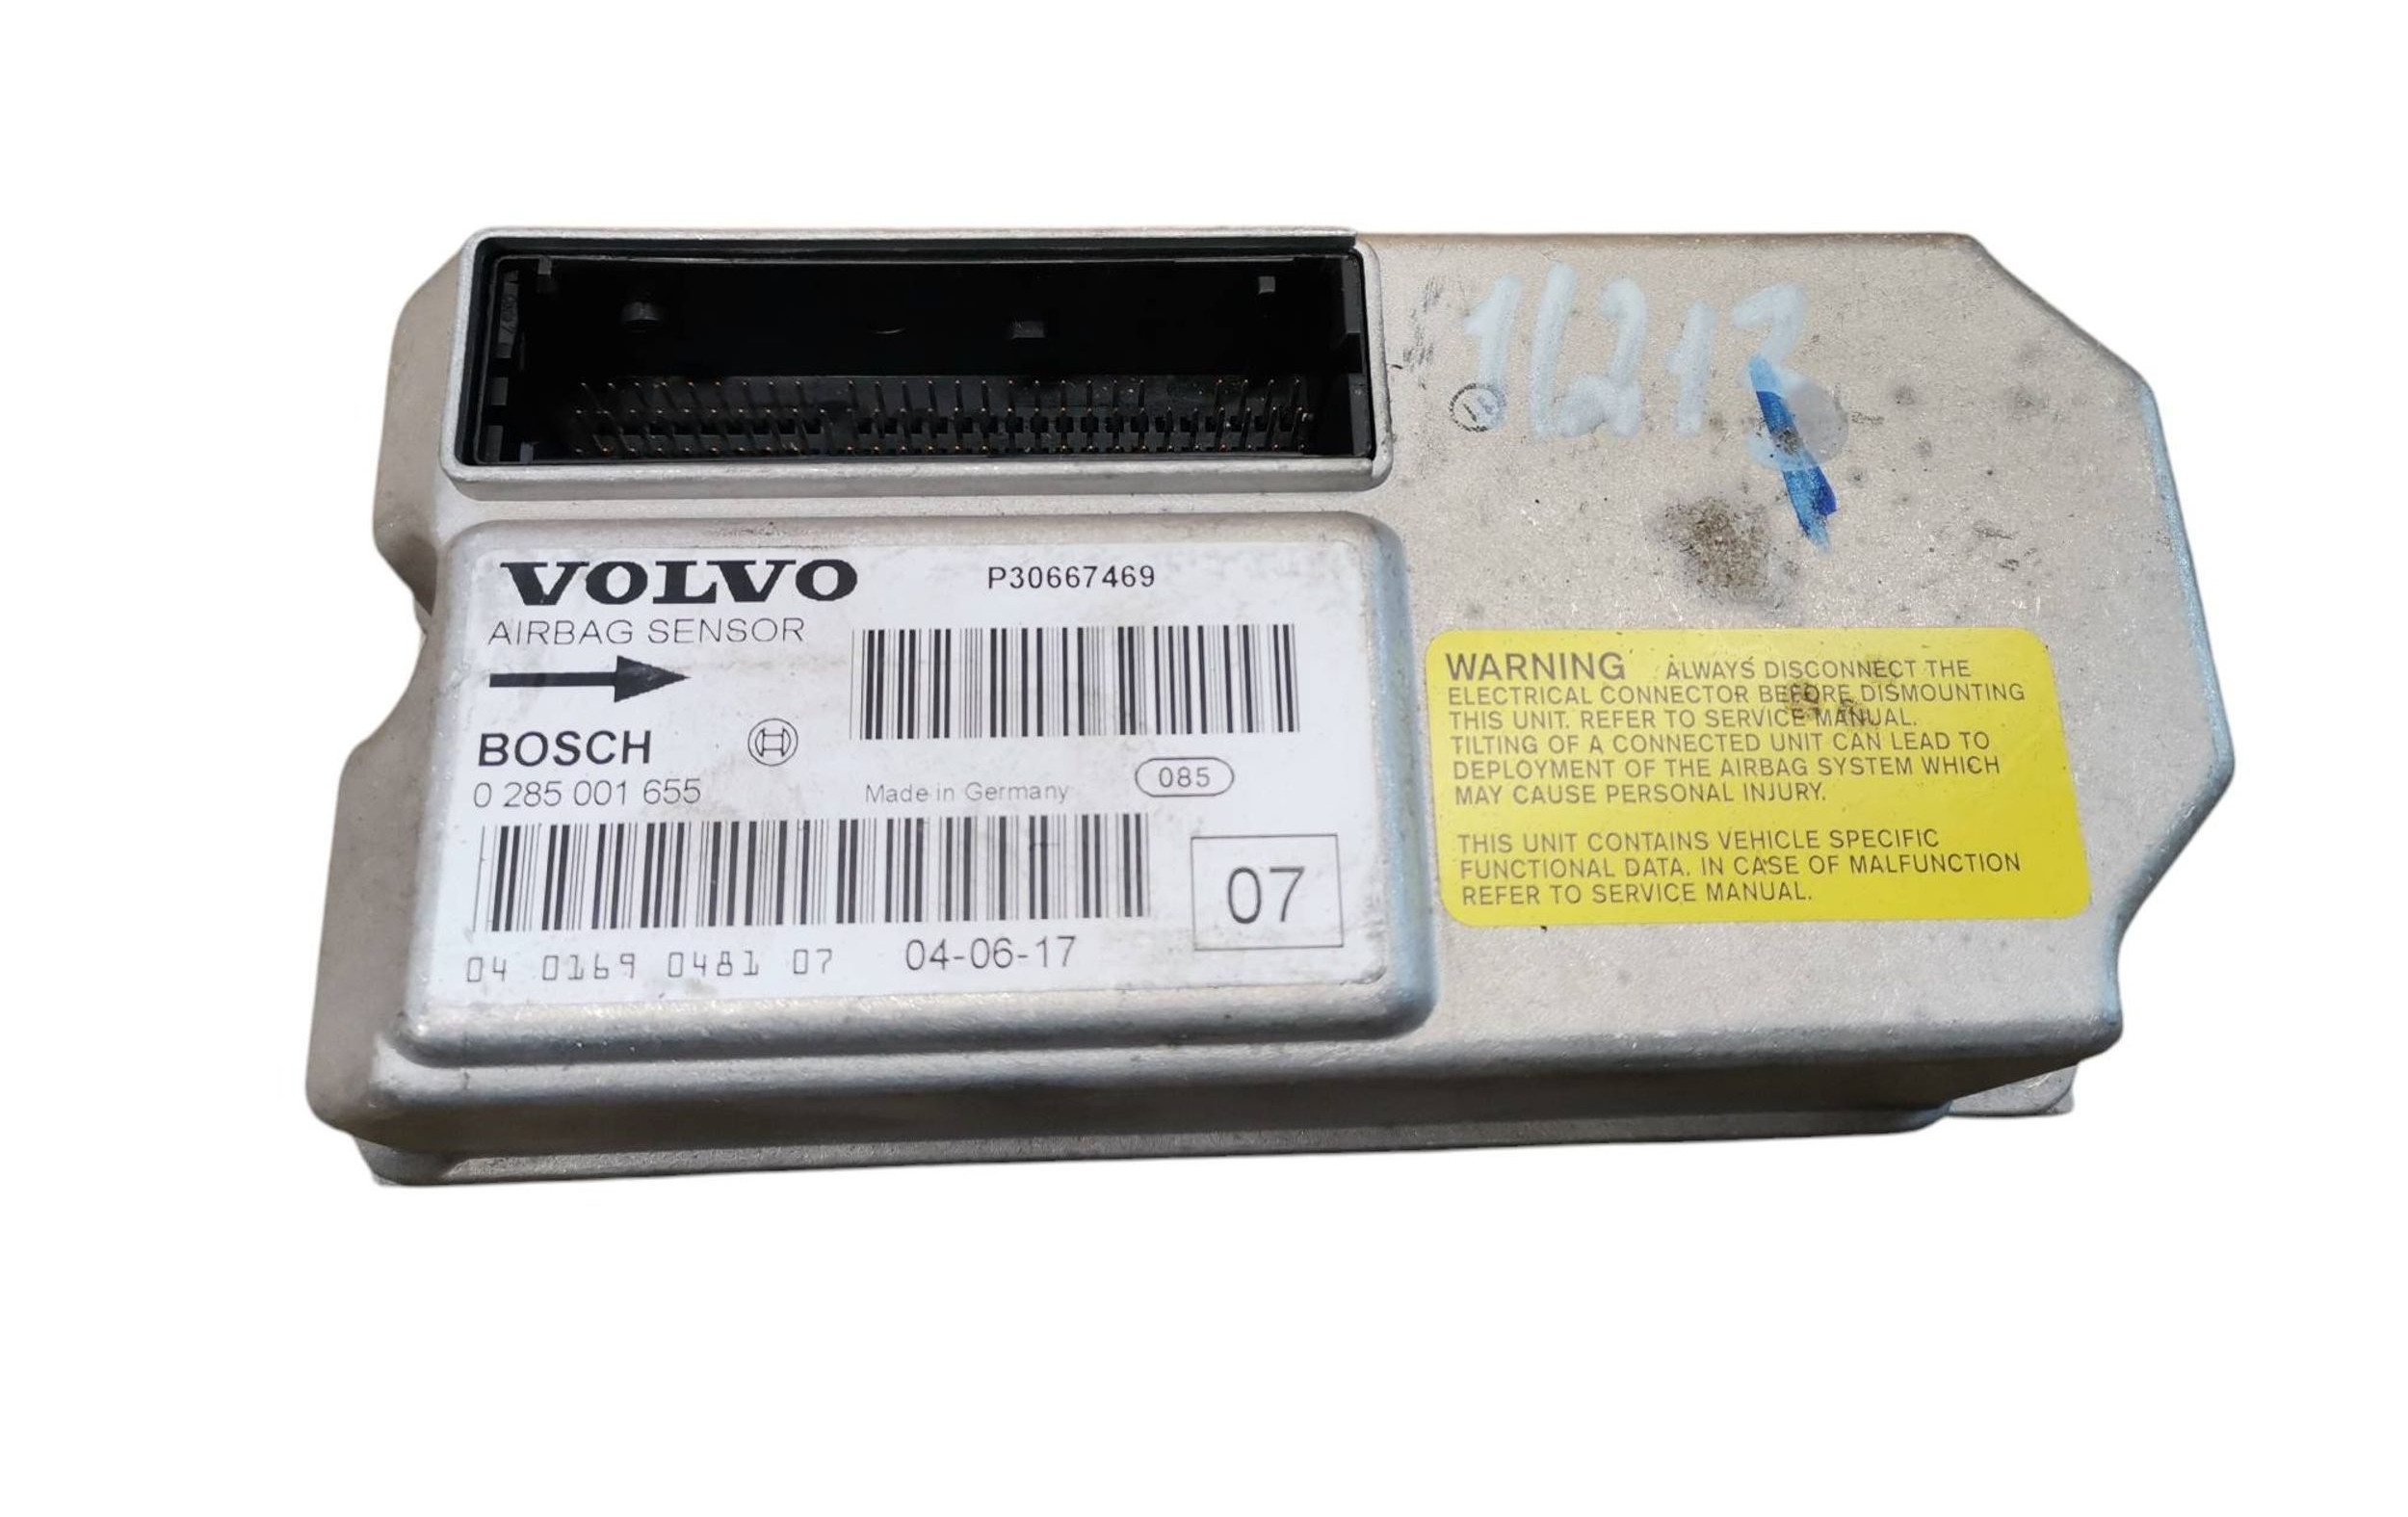 16213
VOLVO
P30667469
AIRBAG SENSOR
BOSCH
0 285 001 655
Made in Germany
085
07
04 0169 0481 07
04-06-17
WARNING ALWAYS DISCONNECT THE
ELECTRICAL CONNECTOR BEFORE DISMOUNTING
THIS UNIT. REFER TO SERVICE MANUAL.
TILTING OF A CONNECTED UNIT CAN LEAD TO
DEPLOYMENT OF THE AIRBAG SYSTEM WHICH
MAY CAUSE PERSONAL INJURY.
THIS UNIT CONTAINS VEHICLE SPECIFIC
FUNCTIONAL DATA. IN CASE OF MALFUNCTION
REFER TO SERVICE MANUAL.